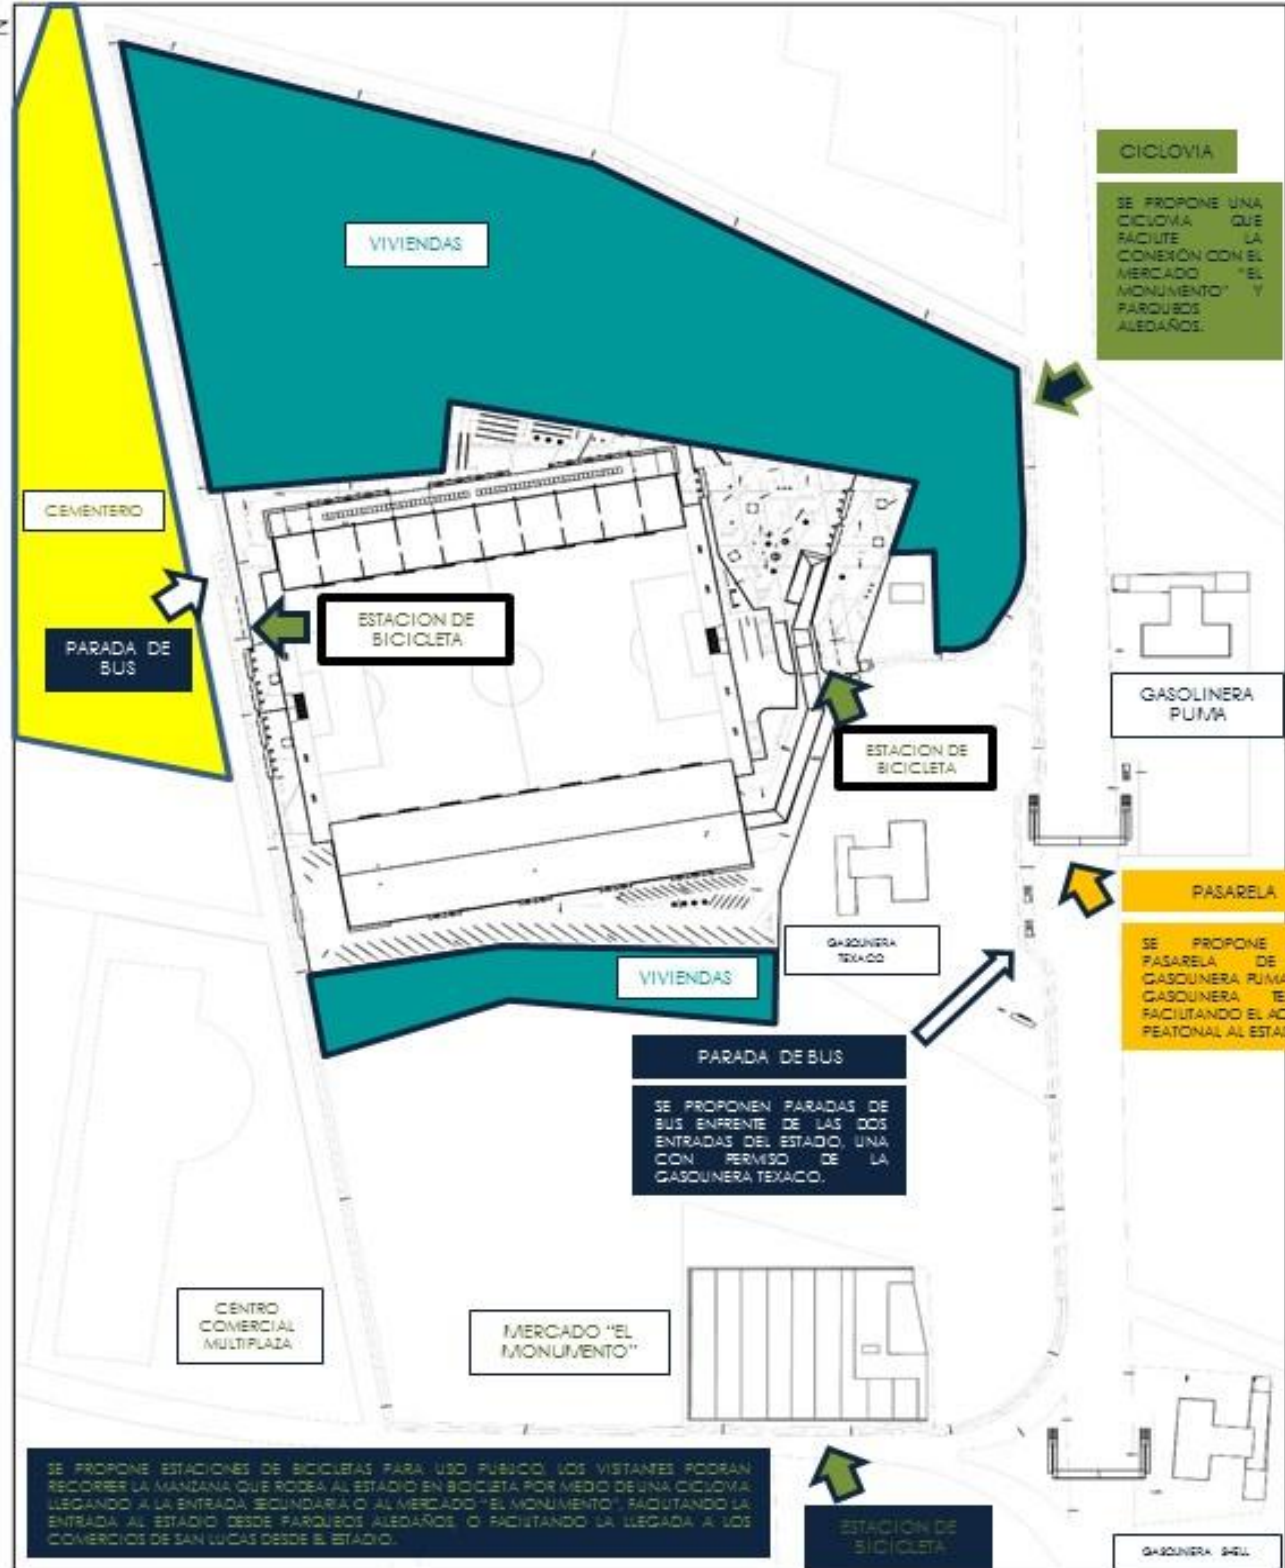 CICLOVIA
SE PROPONE UNA
CICLOVIA QUE
FACILITE LA
CONEXIÓN CON EL
MERCADO "EL
MONUMENTO" Y
PARQUEOS
ALEDAÑOS.
VIVIENDAS
CEMENTERIO
PARADA DE
BUS
ESTACION DE
BICICLETA
ESTACION DE
BICICLETA
GASOLINERA
PUMA
PASARELA
SE PROPONE
PASARELA DE
GASOLINERA PUMA
GASOLINERA TE
FACILITANDO EL AC
PEATONAL AL ESTA
GASOLINERA
TEXACO
VIVIENDAS
PARADA DE BUS
SE PROPONEN PARADAS DE
BUS ENFRENTE DE LAS DOS
ENTRADAS DEL ESTADIO, UNA
CON PERMISO DE LA
GASOLINERA TEXACO.
CENTRO
COMERCIAL
MULTIPLAZA
MERCADO "EL
MONUMENTO"
SE PROPONE ESTACIONES DE BICICLETAS PARA USO PUBLICO. LOS VISITANTES PODRAN
RECORRER LA MANZANA QUE RODEA AL ESTADIO EN BICICLETA POR MEDIO DE UNA CICLOVIA
LLEGANDO A LA ENTRADA SECUNDARIA O AL MERCADO "EL MONUMENTO". FACILITANDO LA
ENTRADA AL ESTADIO DESDE PARQUEOS ALEDAÑOS, O FACILITANDO LA LLEGADA A LOS
COMERCIOS DE SAN LUCAS DESDE EL ESTADIO.
ESTACION DE
BICICLETA
GASOLINERA SHELL